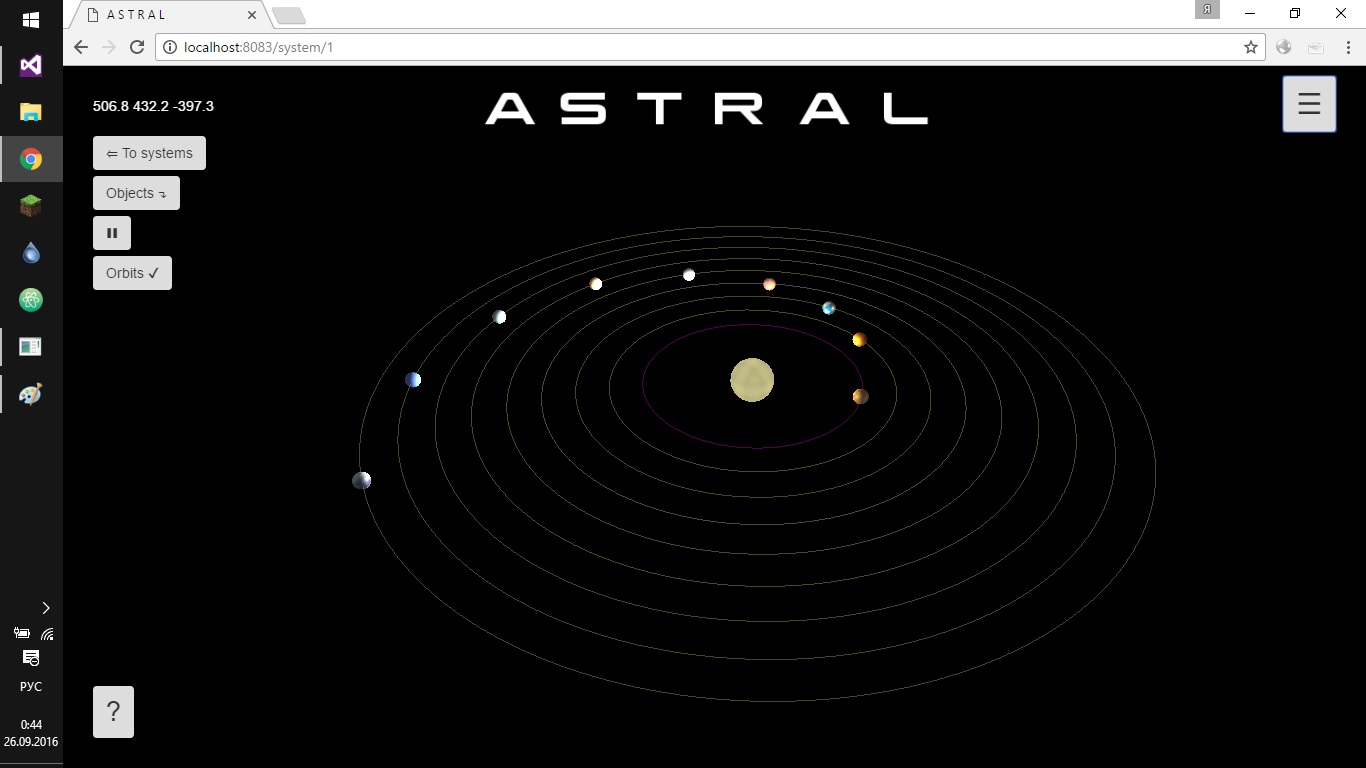 A S T R A L
localhost:8083/system/1
Я
506.8 432.2 -397.3
A S T R A L
⇐ To systems
Objects ↴
Orbits ✓
?
РУС
0:44
26.09.2016